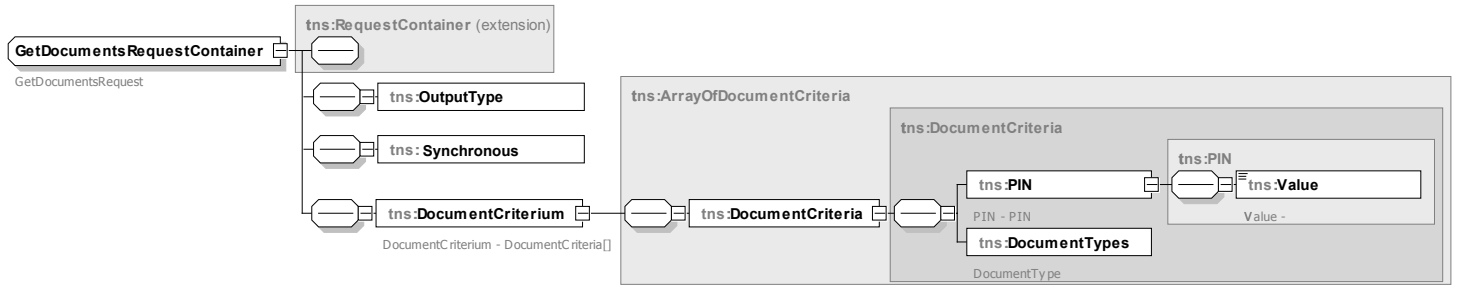 tns:RequestContainer (extension)
GetDocumentsRequestContainer
GetDocumentsRequest
tns:OutputType
tns:Synchronous
tns:DocumentCriterium
DocumentCriterium - DocumentCriteria[]
tns:ArrayOfDocumentCriteria
tns:DocumentCriteria
tns:DocumentCriteria
tns:PIN
PIN - PIN
tns:PIN
tns:Value
Value -
tns:DocumentTypes
DocumentType